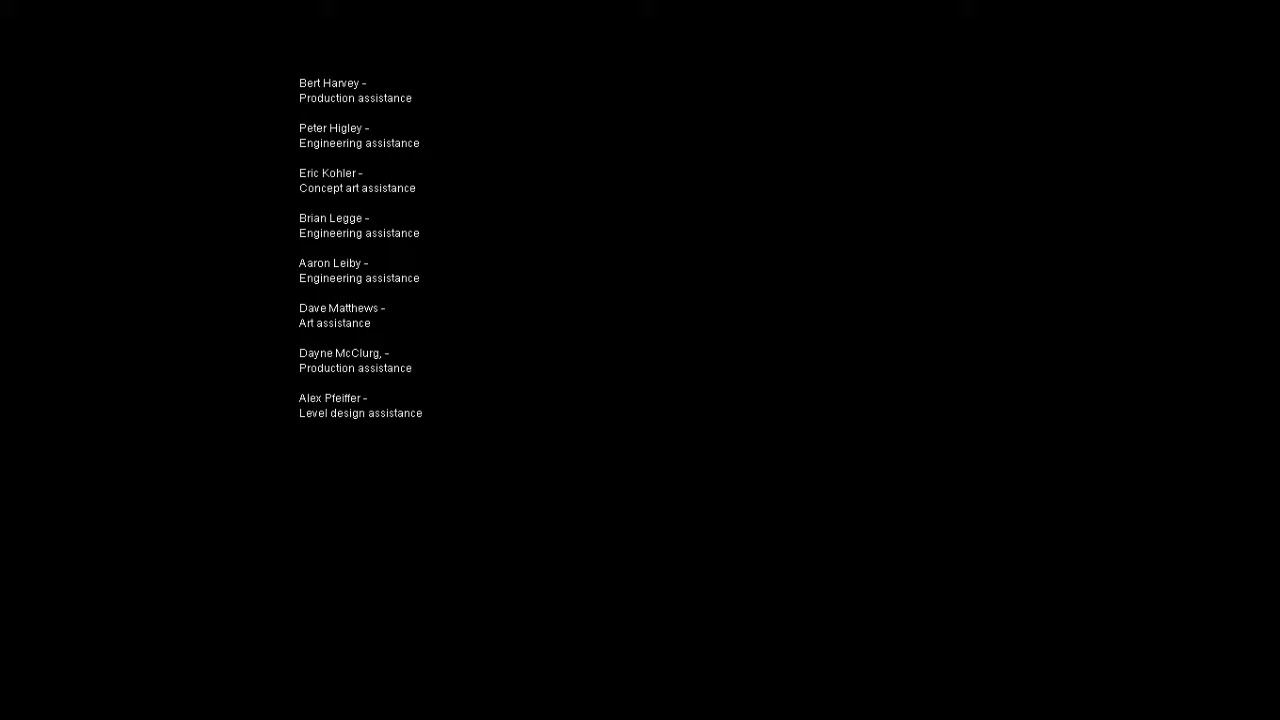 Bert Harvey -
Production assistance
Peter Higley -
Engineering assistance
Eric Kohler -
Concept art assistance
Brian Legge -
Engineering assistance
Aaron Leiby -
Engineering assistance
Dave Matthews -
Art assistance
Dayne McClurg, -
Production assistance
Alex Pfeiffer -
Level design assistance